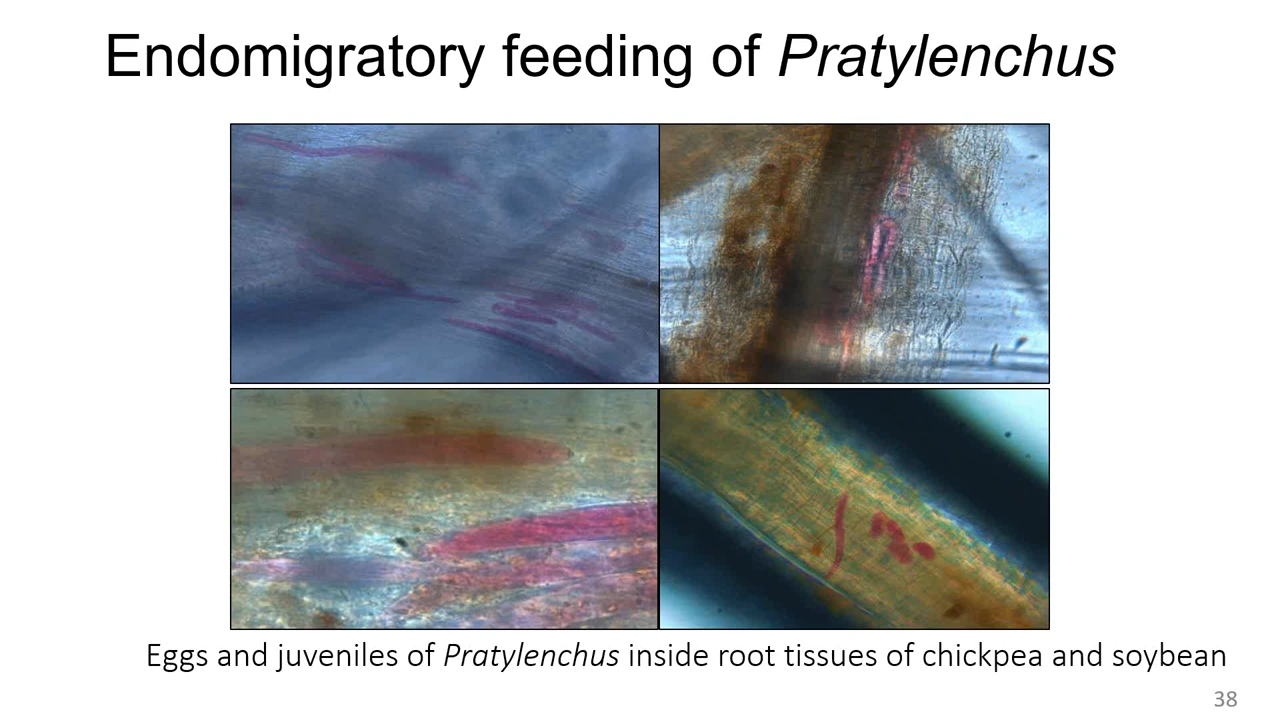 Endomigratory feeding of Pratylenchus
Eggs and juveniles of Pratylenchus inside root tissues of chickpea and soybean
38